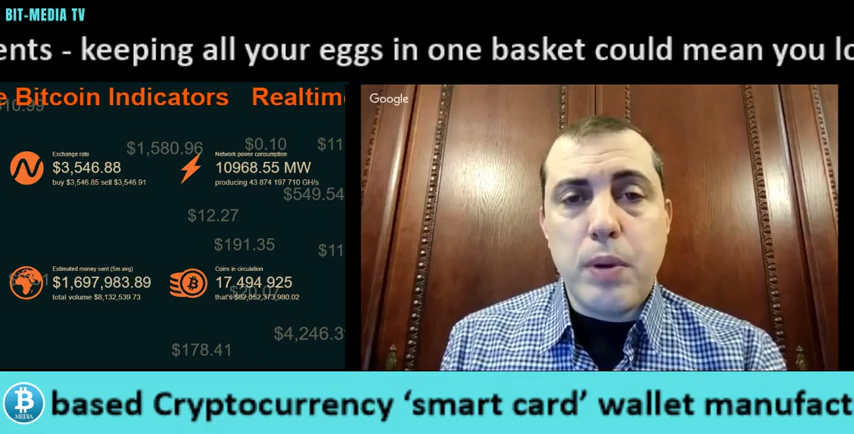 BIT-MEDIA TV
ents - keeping all your eggs in one basket could mean you lo
e Bitcoin Indicators Realtim
$1,580.96
$0.10
$11
Exchange rate
$3,546.88
buy $3,546.85 sell $3,546.91
Network power consumption
10968.55 MW
producing 43 874 197 710 GH/s
$549.54
$12.27
$191.35
$11
Estimated money sent (5m avg)
$1,697,983.89
total volume $8,132,539.73
Coins in circulation
17,494 925
$4,246.3
$178.41
Google
B
MEDIA
based Cryptocurrency ‘smart card’ wallet manufact